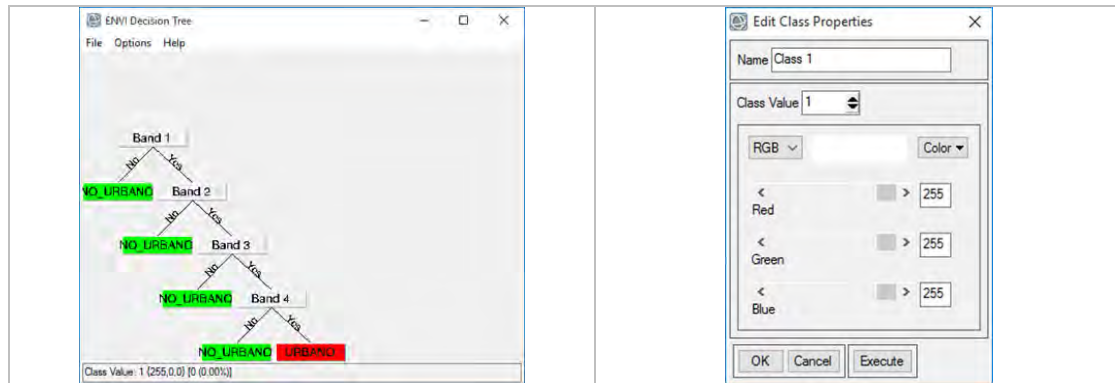 ENVI Decision Tree
File Options Help
Band 1
No Yes
NO_URBANO Band 2
No Yes
NO_URBANO Band 3
No Yes
NO_URBANO Band 4
No Yes
NO_URBANO URBANO
Class Value: 1 (255,0,0) [0 (0.00%)]
Edit Class Properties
Name Class 1
Class Value 1
RGB Color
< > 255
Red
< > 255
Green
< > 255
Blue
OK Cancel Execute